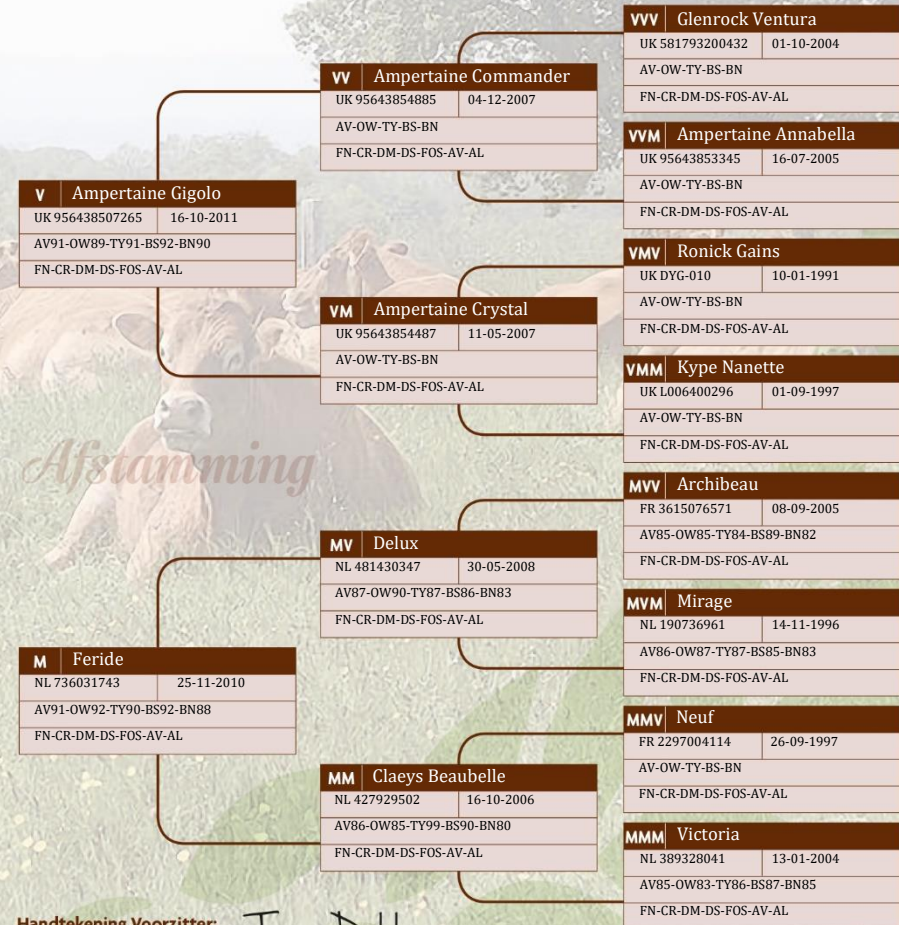 V Ampertaine Gigolo
UK 956438507265 16-10-2011
AV91-OW89-TY91-BS92-BN90
FN-CR-DM-DS-FOS-AV-AL
M Feride
NL 736031743 25-11-2010
AV91-OW92-TY90-BS92-BN88
FN-CR-DM-DS-FOS-AV-AL
VV Ampertaine Commander
UK 95643854885 04-12-2007
AV-OW-TY-BS-BN
FN-CR-DM-DS-FOS-AV-AL
VM Ampertaine Crystal
UK 95643854487 11-05-2007
AV-OW-TY-BS-BN
FN-CR-DM-DS-FOS-AV-AL
MV Delux
NL 481430347 30-05-2008
AV87-OW90-TY87-BS86-BN83
FN-CR-DM-DS-FOS-AV-AL
MM Claeys Beaubelle
NL 427929502 16-10-2006
AV86-OW85-TY99-BS90-BN80
FN-CR-DM-DS-FOS-AV-AL
VVV Glenrock Ventura
UK 581793200432 01-10-2004
AV-OW-TY-BS-BN
FN-CR-DM-DS-FOS-AV-AL
VVM Ampertaine Annabella
UK 95643853345 16-07-2005
AV-OW-TY-BS-BN
FN-CR-DM-DS-FOS-AV-AL
VMV Ronick Gains
UK DYG-010 10-01-1991
AV-OW-TY-BS-BN
FN-CR-DM-DS-FOS-AV-AL
VMM Kype Nanette
UK L006400296 01-09-1997
AV-OW-TY-BS-BN
FN-CR-DM-DS-FOS-AV-AL
MVV Archibeau
FR 3615076571 08-09-2005
AV85-OW85-TY84-BS89-BN82
FN-CR-DM-DS-FOS-AV-AL
MVM Mirage
NL 190736961 14-11-1996
AV86-OW87-TY87-BS85-BN83
FN-CR-DM-DS-FOS-AV-AL
MMV Neuf
FR 2297004114 26-09-1997
AV-OW-TY-BS-BN
FN-CR-DM-DS-FOS-AV-AL
MMM Victoria
NL 389328041 13-01-2004
AV85-OW83-TY86-BS87-BN85
FN-CR-DM-DS-FOS-AV-AL
Afstamming
Handtekening Voorzitter: